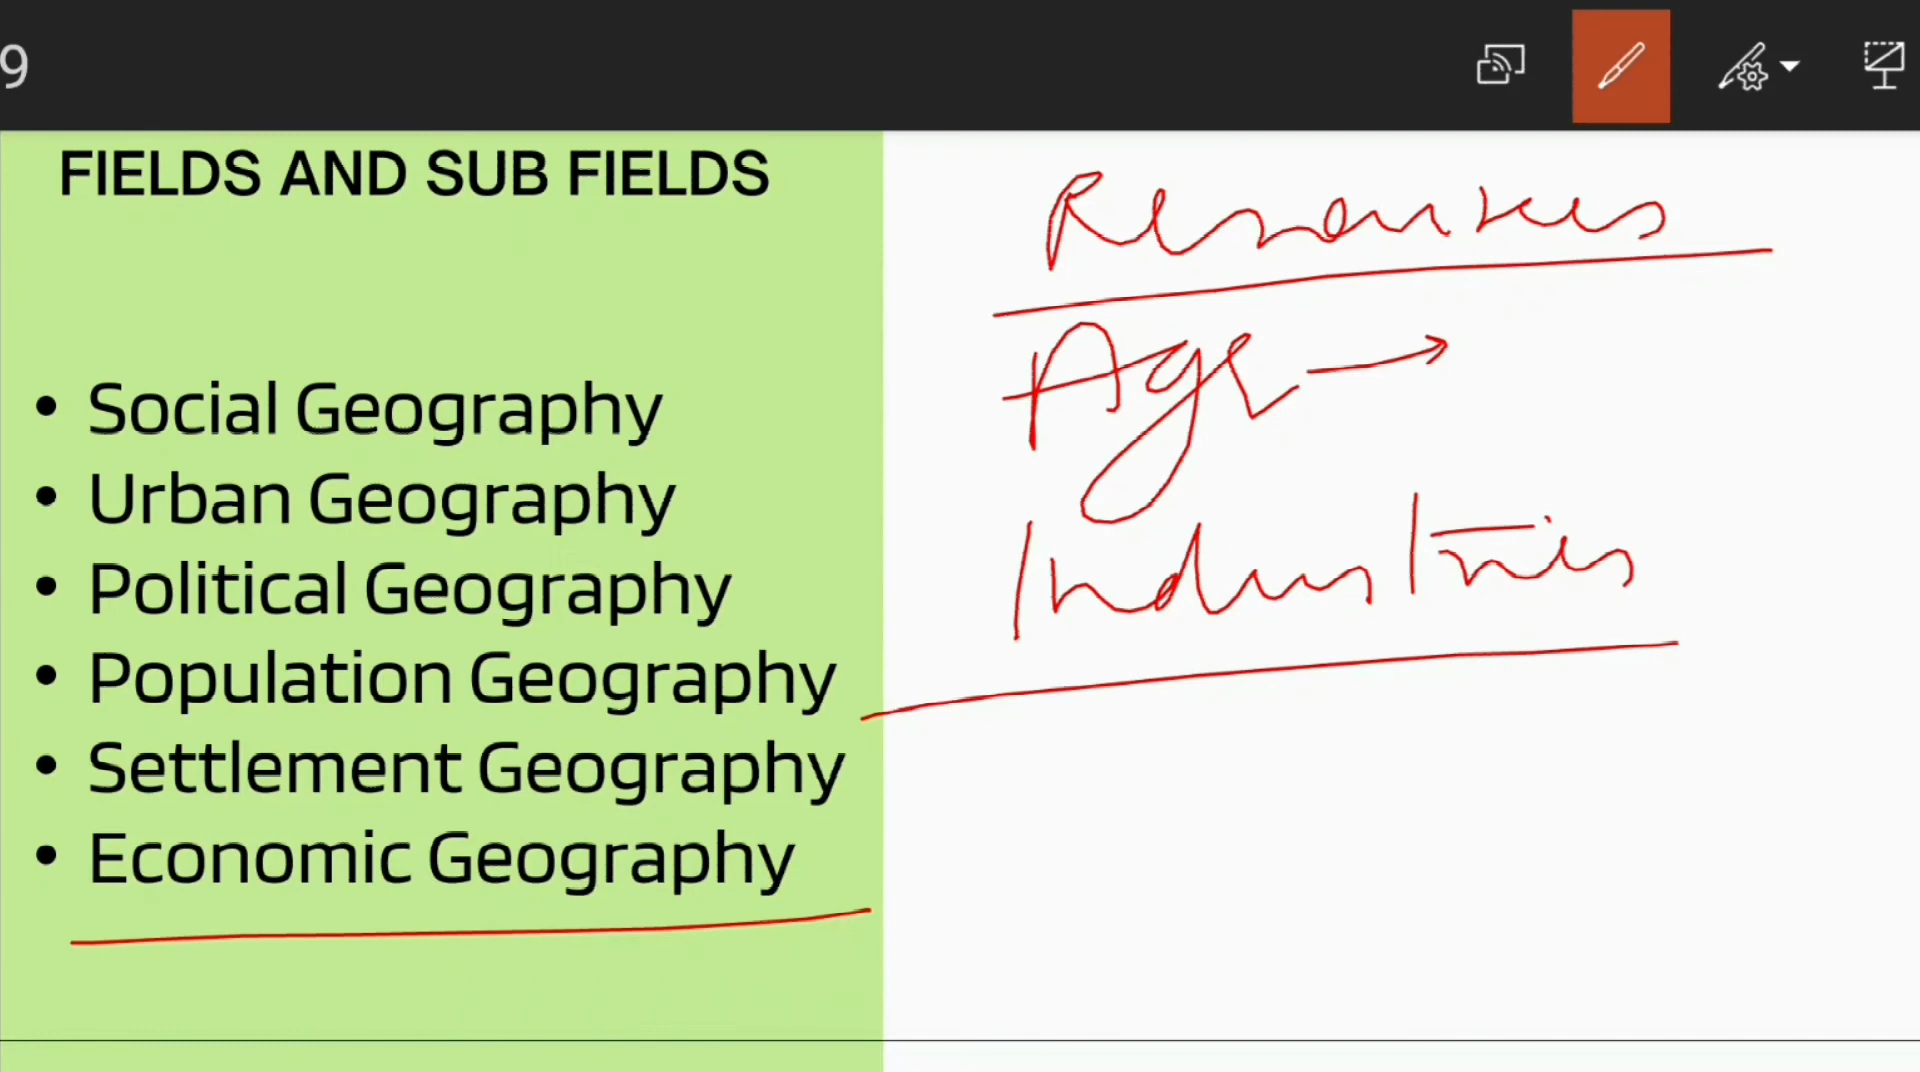 9
FIELDS AND SUB FIELDS
• Social Geography
• Urban Geography
• Political Geography
• Population Geography
• Settlement Geography
• Economic Geography
Resources
Agr →
Industries